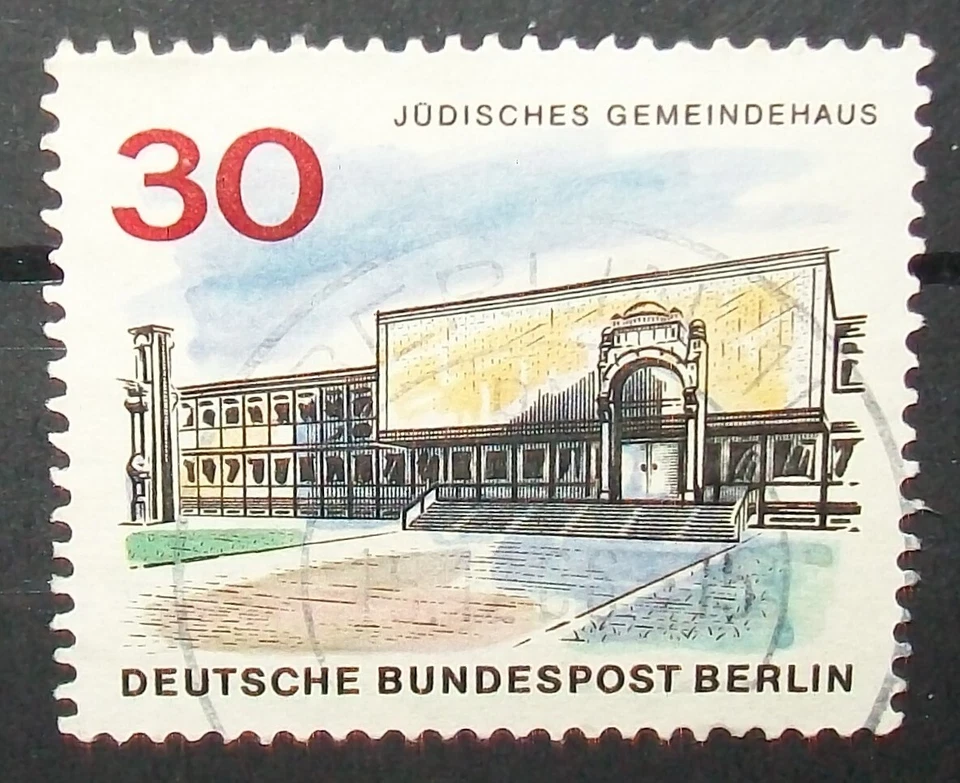 JÜDISCHES GEMEINDEHAUS
30
DEUTSCHE BUNDESPOST BERLIN